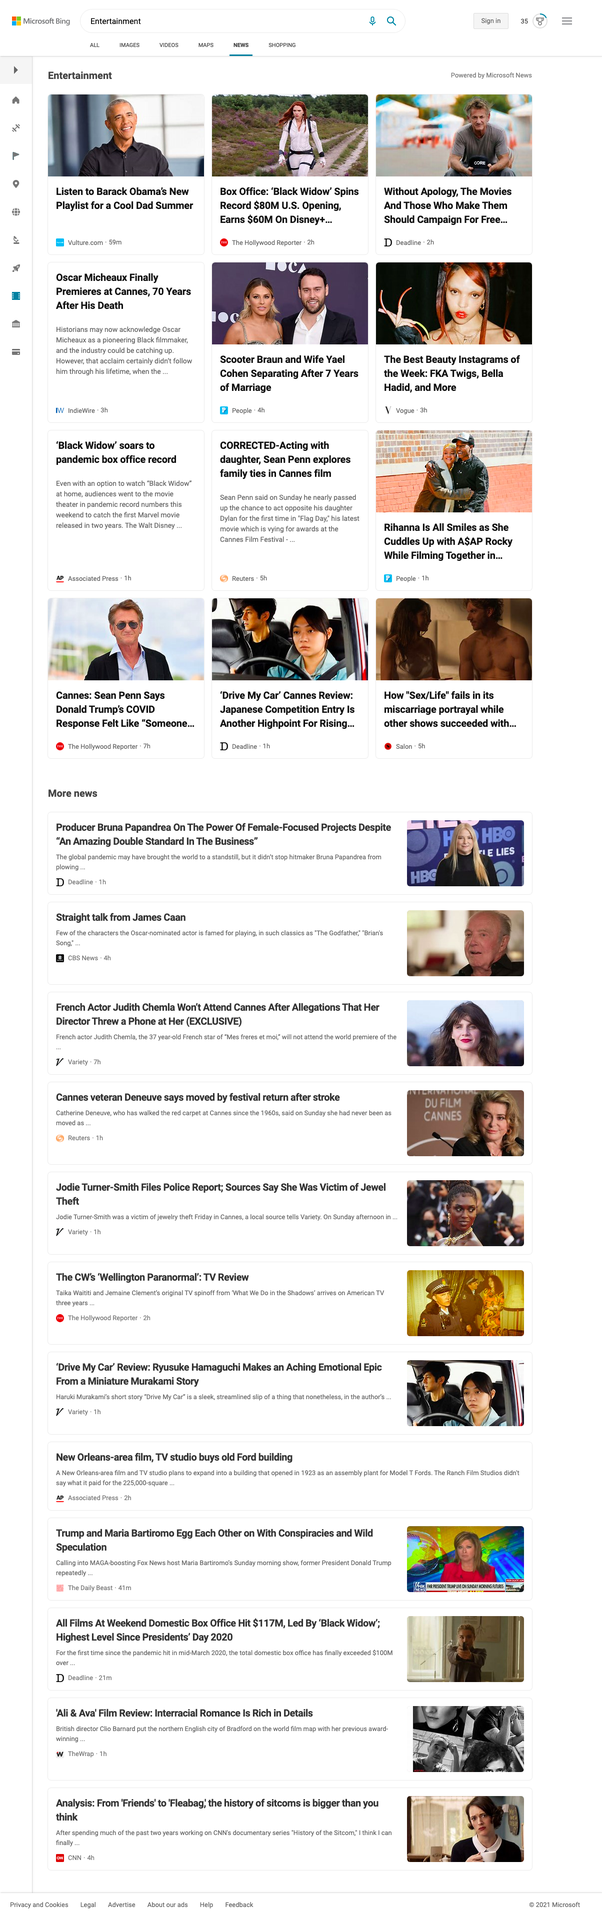 Microsoft Bing
Entertainment
Sign in
35
ALL
IMAGES
VIDEOS
MAPS
NEWS
SHOPPING
Entertainment
Powered by Microsoft News
Listen to Barack Obama's New
Playlist for a Cool Dad Summer
Vulture.com · 59m
Box Office: 'Black Widow' Spins
Record $80M U.S. Opening,
Earns $60M On Disney+...
The Hollywood Reporter · 2h
CORE
Without Apology, The Movies
And Those Who Make Them
Should Campaign For Free...
Deadline · 2h
Oscar Micheaux Finally
Premieres at Cannes, 70 Years
After His Death
Historians may now acknowledge Oscar
Micheaux as a pioneering Black filmmaker,
and the industry could be catching up.
However, that acclaim certainly didn't follow
him through his lifetime, when the ...
IndieWire · 3h
Scooter Braun and Wife Yael
Cohen Separating After 7 Years
of Marriage
People · 4h
The Best Beauty Instagrams of
the Week: FKA Twigs, Bella
Hadid, and More
Vogue · 3h
'Black Widow' soars to
pandemic box office record
Even with an option to watch "Black Widow"
at home, audiences went to the movie
theater in pandemic record numbers this
weekend to catch the first Marvel movie
released in two years. The Walt Disney ...
AP Associated Press · 1h
CORRECTED-Acting with
daughter, Sean Penn explores
family ties in Cannes film
Sean Penn said on Sunday he nearly passed
up the chance to act opposite his daughter
Dylan for the first time in "Flag Day," his latest
movie which is vying for awards at the
Cannes Film Festival - ...
Reuters · 5h
Rihanna Is All Smiles as She
Cuddles Up with A$AP Rocky
While Filming Together in...
People · 1h
Cannes: Sean Penn Says
Donald Trump's COVID
Response Felt Like "Someone...
The Hollywood Reporter · 7h
'Drive My Car' Cannes Review:
Japanese Competition Entry Is
Another Highpoint For Rising...
Deadline · 1h
How "Sex/Life" fails in its
miscarriage portrayal while
other shows succeeded with...
Salon · 5h
More news
Producer Bruna Papandrea On The Power Of Female-Focused Projects Despite
"An Amazing Double Standard In The Business"
The global pandemic may have brought the world to a standstill, but it didn't stop hitmaker Bruna Papandrea from
plowing ...
Deadline · 1h
HBO
LE LIES
Straight talk from James Caan
Few of the characters the Oscar-nominated actor is famed for playing, in such classics as "The Godfather," "Brian's
Song," ...
CBS News · 4h
French Actor Judith Chemla Won't Attend Cannes After Allegations That Her
Director Threw a Phone at Her (EXCLUSIVE)
French actor Judith Chemla, the 37 year-old French star of "Mes freres et moi," will not attend the world premiere of the
...
Variety · 7h
Cannes veteran Deneuve says moved by festival return after stroke
Catherine Deneuve, who has walked the red carpet at Cannes since the 1960s, said on Sunday she had never been as
moved as ...
Reuters · 1h
DU FILM
CANNES
Jodie Turner-Smith Files Police Report; Sources Say She Was Victim of Jewel
Theft
Jodie Turner-Smith was a victim of jewelry theft Friday in Cannes, a local source tells Variety. On Sunday afternoon in ...
Variety · 1h
The CW's 'Wellington Paranormal': TV Review
Taika Waititi and Jemaine Clement's original TV spinoff from 'What We Do in the Shadows' arrives on American TV
three years ...
The Hollywood Reporter · 2h
'Drive My Car' Review: Ryusuke Hamaguchi Makes an Aching Emotional Epic
From a Miniature Murakami Story
Haruki Murakami's short story "Drive My Car" is a sleek, streamlined slip of a thing that nonetheless, in the author's ...
Variety · 1h
New Orleans-area film, TV studio buys old Ford building
A New Orleans-area film and TV studio plans to expand into a building that opened in 1923 as an assembly plant for Model T Fords. The Ranch Film Studios didn't
say what it paid for the 225,000-square ...
AP Associated Press · 2h
Trump and Maria Bartiromo Egg Each Other on With Conspiracies and Wild
Speculation
Calling into MAGA-boosting Fox News host Maria Bartiromo's Sunday morning show, former President Donald Trump
repeatedly ...
The Daily Beast · 41m
All Films At Weekend Domestic Box Office Hit $117M, Led By 'Black Widow';
Highest Level Since Presidents' Day 2020
For the first time since the pandemic hit in mid-March 2020, the total domestic box office has finally exceeded $100M
over ...
Deadline · 21m
'Ali & Ava' Film Review: Interracial Romance Is Rich in Details
British director Clio Barnard put the northern English city of Bradford on the world film map with her previous award-
winning ...
TheWrap · 1h
Analysis: From 'Friends' to 'Fleabag,' the history of sitcoms is bigger than you
think
After spending much of the past two years working on CNN's documentary series "History of the Sitcom," I think I can
finally ...
CNN · 4h
Privacy and Cookies
Legal
Advertise
About our ads
Help
Feedback
© 2021 Microsoft